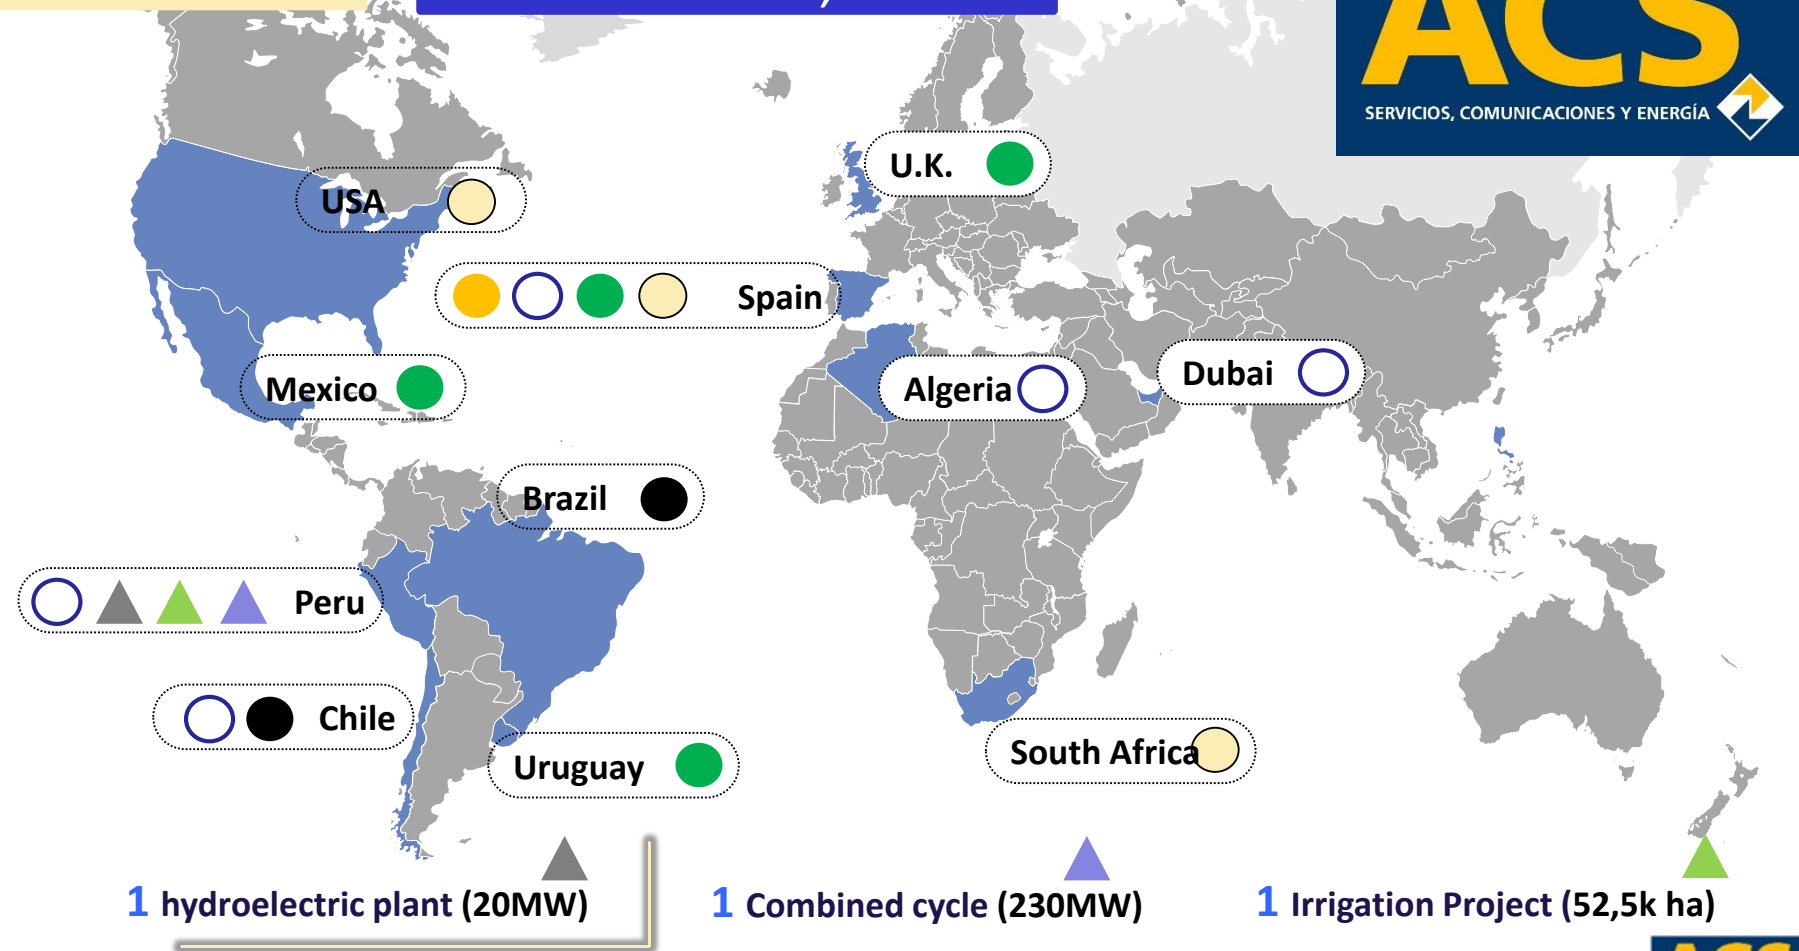 ACS
SERVICIOS, COMUNICACIONES Y ENERGÍA
U.K.
USA
Spain
Mexico
Algeria
Dubai
Brazil
Peru
Chile
Uruguay
South Africa
1 hydroelectric plant (20MW)
1 Combined cycle (230MW)
1 Irrigation Project (52,5k ha)